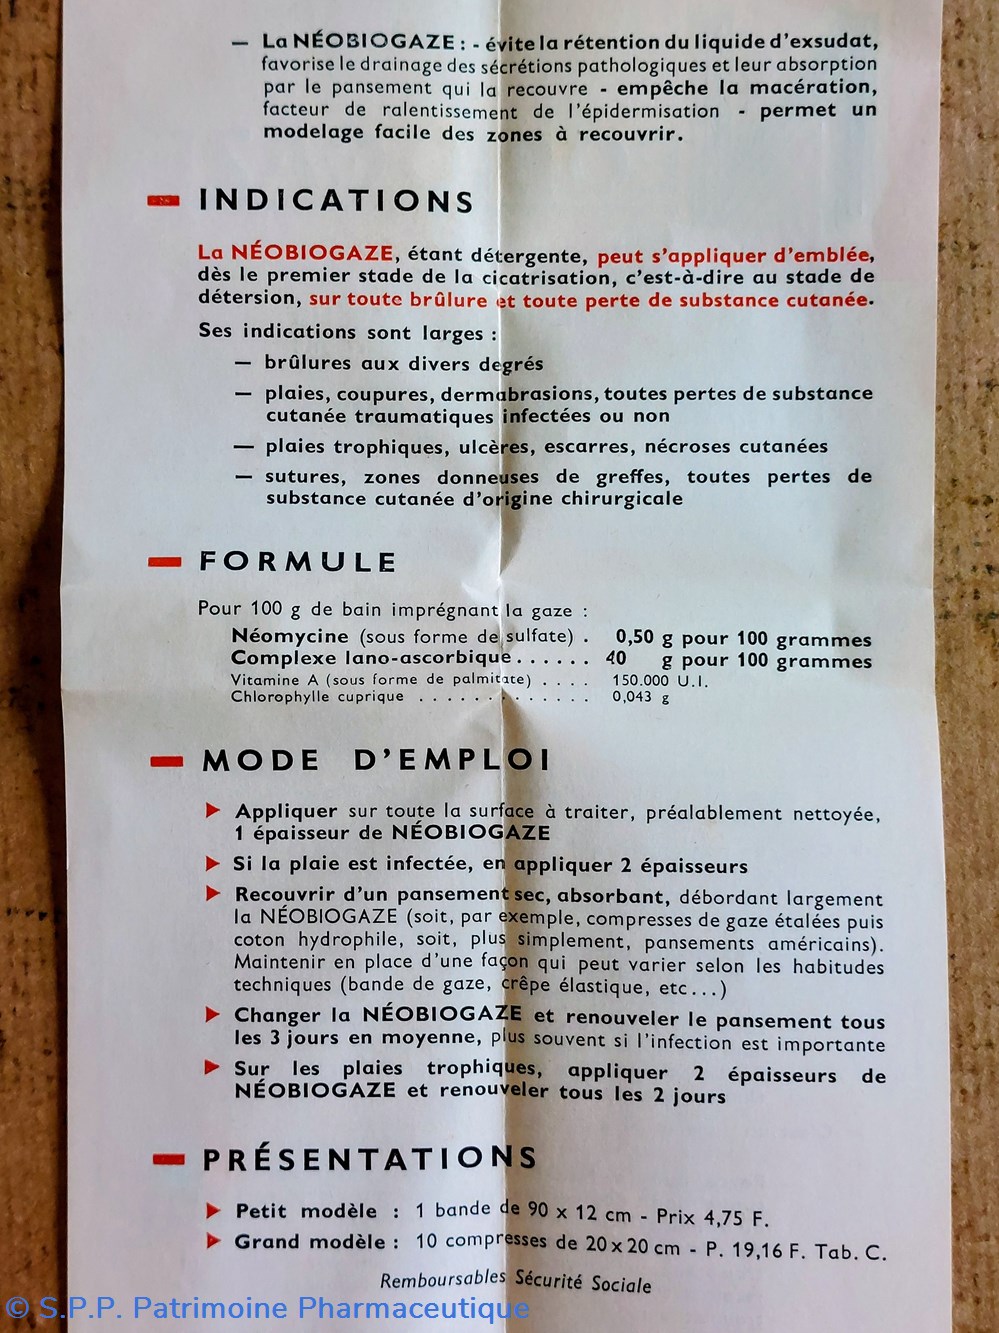 — La NÉOBIOGAZE : - évite la rétention du liquide d'exsudat,
favorise le drainage des sécrétions pathologiques et leur absorption
par le pansement qui la recouvre - empêche la macération,
facteur de ralentissement de l'épidermisation - permet un
modelage facile des zones à recouvrir.
INDICATIONS
La NÉOBIOGAZE, étant détergente, peut s'appliquer d'emblée,
dès le premier stade de la cicatrisation, c'est-à-dire au stade de
détersion, sur toute brûlure et toute perte de substance cutanée.
Ses indications sont larges :
— brûlures aux divers degrés
— plaies, coupures, dermabrasions, toutes pertes de substance
cutanée traumatiques infectées ou non
— plaies trophiques, ulcères, escarres, nécroses cutanées
— sutures, zones donneuses de greffes, toutes pertes de
substance cutanée d'origine chirurgicale
FORMULE
Pour 100 g de bain imprégnant la gaze :
Néomycine (sous forme de sulfate) . 0,50 g pour 100 grammes
Complexe lano-ascorbique . . . . . . 40 g pour 100 grammes
Vitamine A (sous forme de palmitate) . . . . 150.000 U.I.
Chlorophylle cuprique . . . . . . . . . . . . . . 0,043 g
MODE D'EMPLOI
Appliquer sur toute la surface à traiter, préalablement nettoyée,
1 épaisseur de NÉOBIOGAZE
Si la plaie est infectée, en appliquer 2 épaisseurs
Recouvrir d'un pansement sec, absorbant, débordant largement
la NÉOBIOGAZE (soit, par exemple, compresses de gaze étalées puis
coton hydrophile, soit, plus simplement, pansements américains).
Maintenir en place d'une façon qui peut varier selon les habitudes
techniques (bande de gaze, crêpe élastique, etc...)
Changer la NÉOBIOGAZE et renouveler le pansement tous
les 3 jours en moyenne, plus souvent si l'infection est importante
Sur les plaies trophiques, appliquer 2 épaisseurs de
NÉOBIOGAZE et renouveler tous les 2 jours
PRÉSENTATIONS
Petit modèle : 1 bande de 90 x 12 cm - Prix 4,75 F.
Grand modèle : 10 compresses de 20 x 20 cm - P. 19,16 F. Tab. C.
Remboursables Sécurité Sociale
© S.P.P. Patrimoine Pharmaceutique